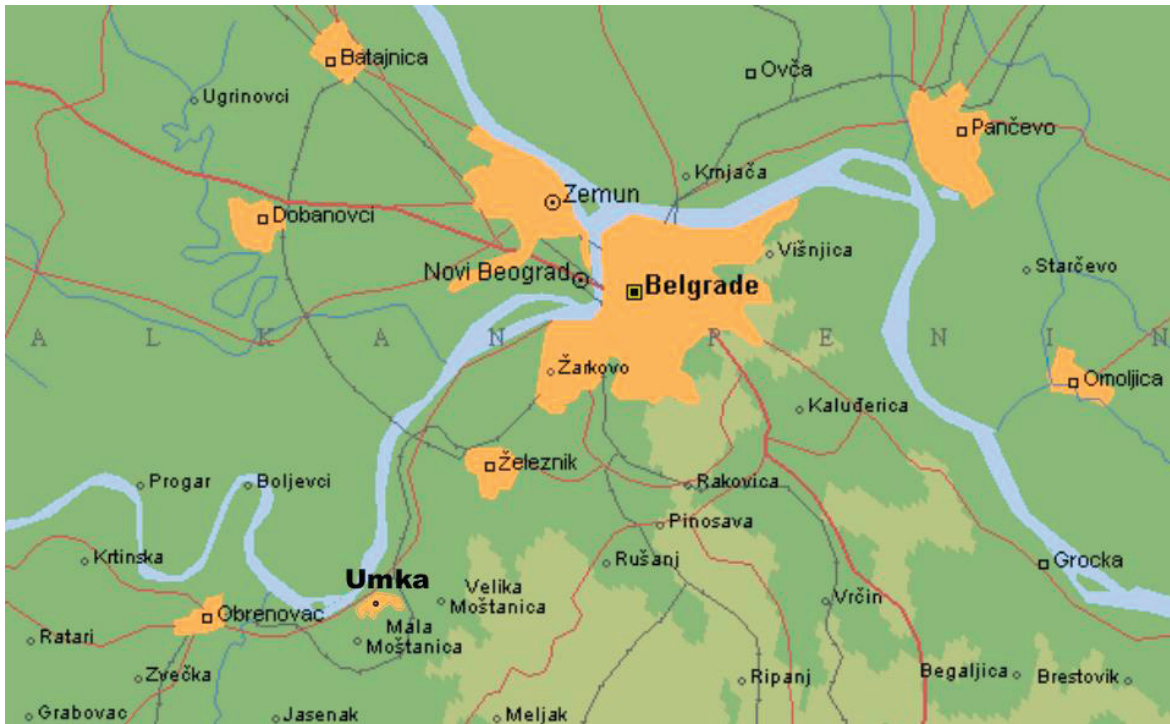 Batajnica
Ovča
Ugrinovci
Pančevo
Krnjača
Zemun
Dobanovci
Višnjica
Starčevo
Novi Beograd
Belgrade
A L K A N P E N I N
Žarkovo
Omoljica
Kaluđerica
Železnik
Progar
Boljevci
Rakovica
Pinosava
Krtinska
Rušanj
Grocka
Umka
Velika
Moštanica
Vrčin
Obrenovac
Ratari
Mala
Moštanica
Zvečka
Ripanj
Begaljica
Brestovik
Grabovac
Jasenak
Meljak